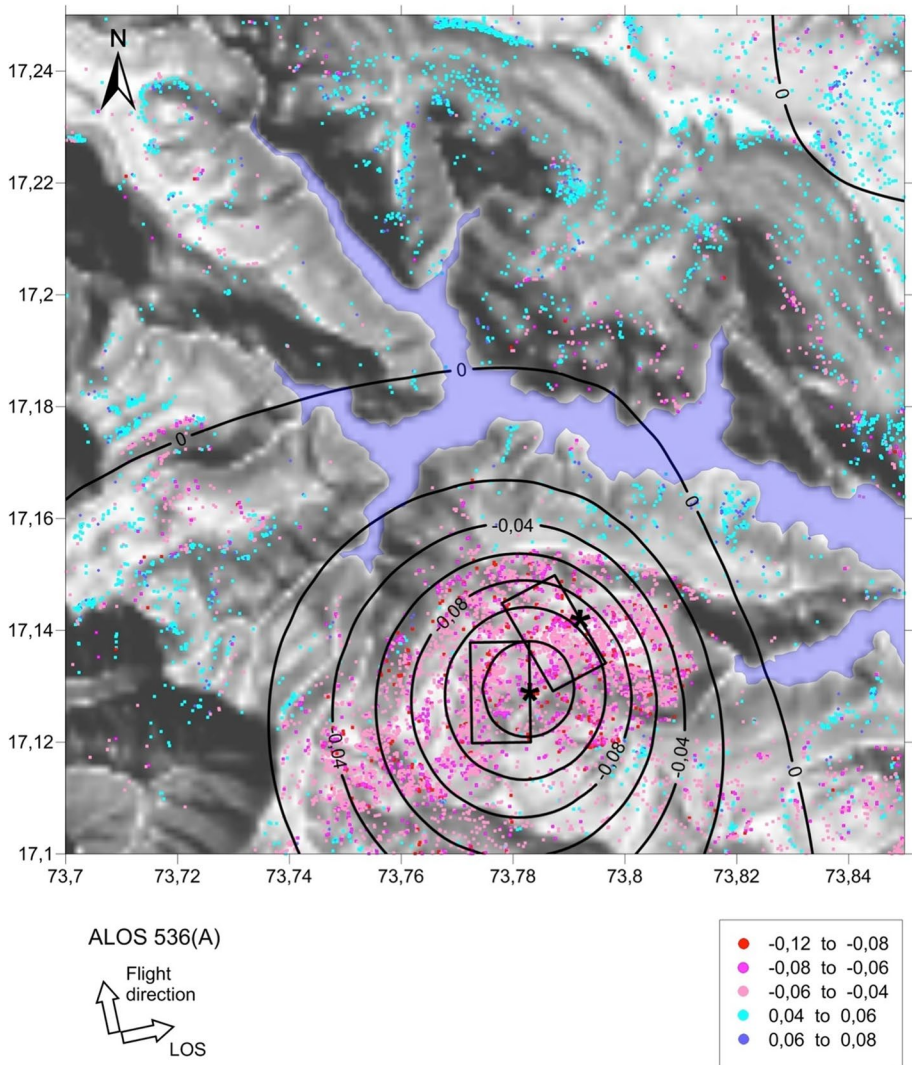 N
17,24
0
17,22
17,2
0
17,18
0
0
17,16
-0,04
-0,08
17,14
17,12
-0,04
-0,08
-0,04
0
17,1
73,7 73,72 73,74 73,76 73,78 73,8 73,82 73,84
ALOS 536(A)
Flight
direction
LOS
-0,12 to -0,08
-0,08 to -0,06
-0,06 to -0,04
0,04 to 0,06
0,06 to 0,08